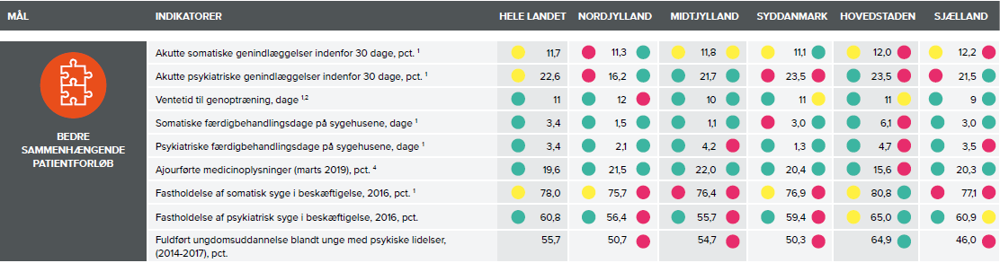 MÅL INDIKATORER HELE LANDET NORDJYLLAND MIDTJYLLAND SYDDANMARK HOVEDSTADEN SJÆLLAND
BEDRE
SAMMENHÆNGENDE
PATIENTFORLØB
Akutte somatiske genindlæggelser indenfor 30 dage, pct. ¹ 11,7 11,3 11,8 11,1 12,0 12,2
Akutte psykiatriske genindlæggelser indenfor 30 dage, pct. ¹ 22,6 16,2 21,7 23,5 23,5 21,5
Ventetid til genoptræning, dage ¹,² 11 12 10 11 11 9
Somatiske færdigbehandlingsdage på sygehusene, dage ¹ 3,4 1,5 1,1 3,0 6,1 3,0
Psykiatriske færdigbehandlingsdage på sygehusene, dage ¹ 3,4 2,1 4,2 1,3 4,7 3,5
Ajourførte medicinoplysninger (marts 2019), pct. ⁴ 19,6 21,5 22,0 20,4 15,6 20,3
Fastholdelse af somatisk syge i beskæftigelse, 2016, pct. ¹ 78,0 75,7 76,4 76,9 80,8 77,1
Fastholdelse af psykiatrisk syge i beskæftigelse, 2016, pct. 60,8 56,4 55,7 59,4 65,0 60,9
Fuldført ungdomsuddannelse blandt unge med psykiske lidelser, 55,7 50,7 54,7 50,3 64,9 46,0
(2014-2017), pct.